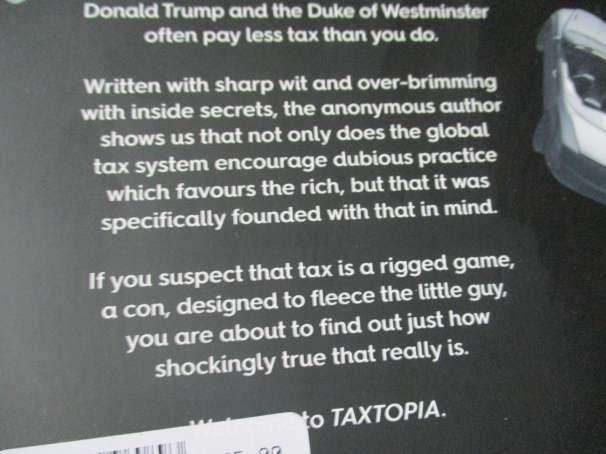 Donald Trump and the Duke of Westminster
often pay less tax than you do.
Written with sharp wit and over-brimming
with inside secrets, the anonymous author
shows us that not only does the global
tax system encourage dubious practice
which favours the rich, but that it was
specifically founded with that in mind.
If you suspect that tax is a rigged game,
a con, designed to fleece the little guy,
you are about to find out just how
shockingly true that really is.
to TAXTOPIA.